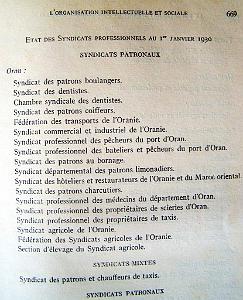 L'ORGANISATION INTELLECTUELLE ET SOCIALE 669
ETAT DES SYNDICATS PROFESSIONNELS AU 1er JANVIER 1930
SYNDICATS PATRONAUX
Oran :
Syndicat des patrons boulangers.
Syndicat des dentistes.
Chambre syndicale des dentistes.
Syndicat des patrons coiffeurs.
Fédération des transports de l'Oranie.
Syndicat commercial et industriel de l'Oranie.
Syndicat professionnel des pêcheurs du port d'Oran.
Syndicat professionnel des bateliers et pêcheurs du port d'Oran.
Syndicat des patrons au bornage.
Syndicat départemental des patrons limonadiers.
Syndicat des hôteliers et restaurateurs de l'Oranie et du Maroc oriental.
Syndicat des patrons charcutiers.
Syndicat professionnel des médecins du département d'Oran.
Syndicat professionnel des propriétaires de scieries d'Oran.
Syndicat professionnel des propriétaires de taxis.
Syndicat agricole de l'Oranie.
Fédération des Syndicats agricoles de l'Oranie.
Section d'élevage du Syndicat agricole.
SYNDICATS MIXTES
Syndicat des patrons et chauffeurs de taxis.
SYNDICATS PATRONAUX